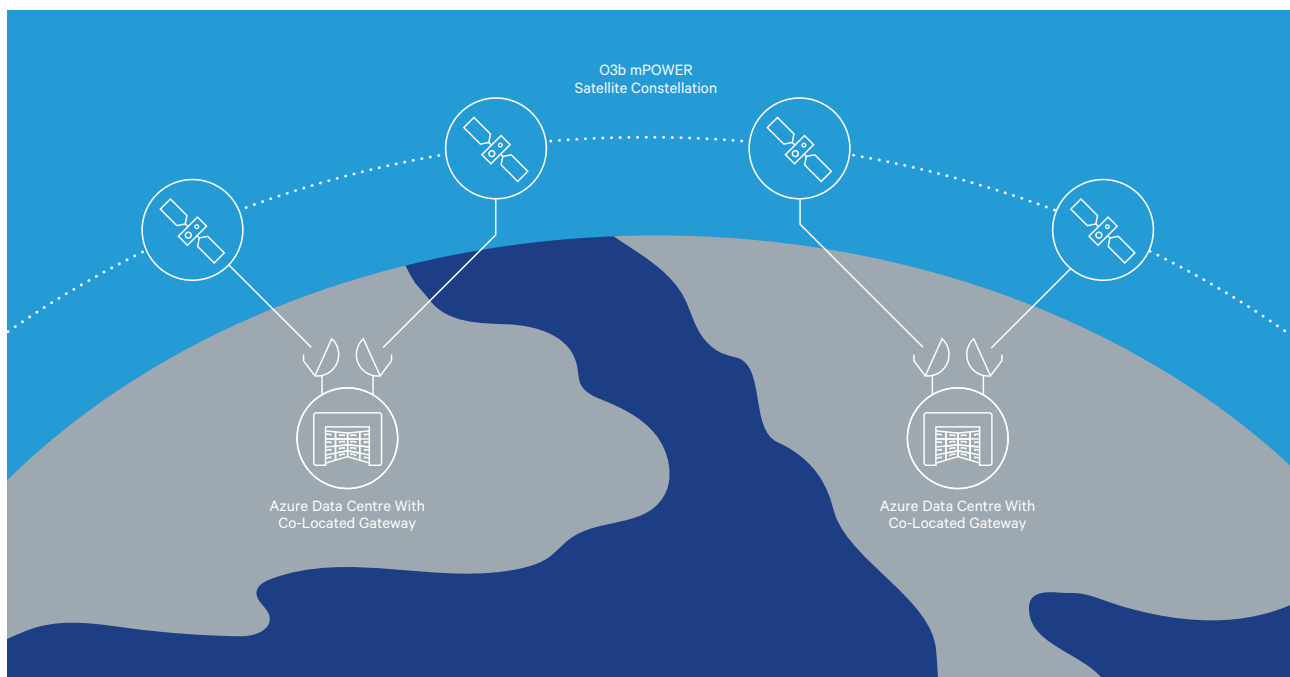 O3b mPOWER
Satellite Constellation
Azure Data Centre With
Co-Located Gateway
Azure Data Centre With
Co-Located Gateway